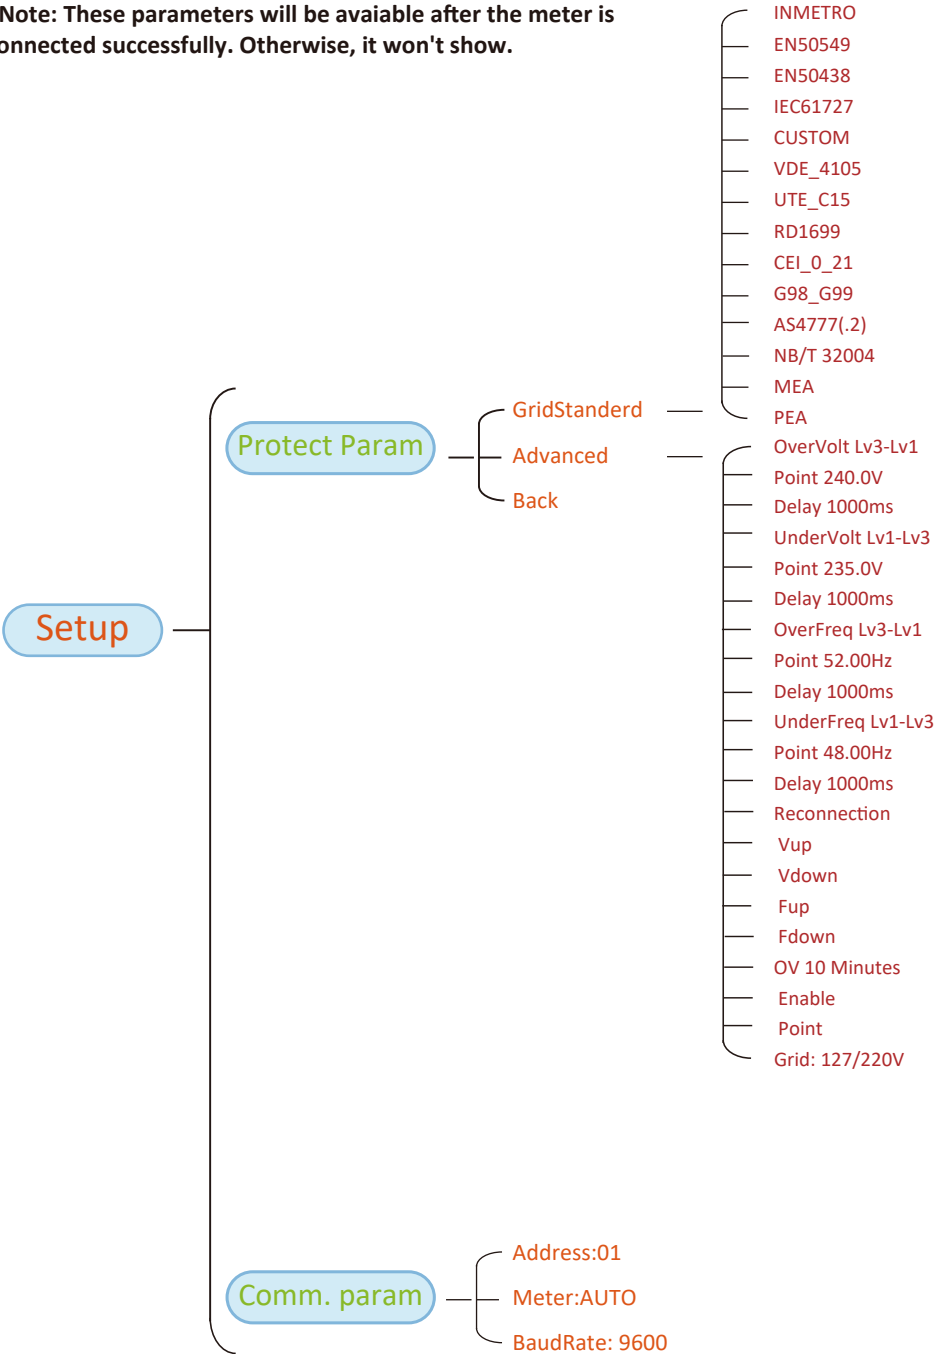 Note: These parameters will be avaiable after the meter is
onnected successfully. Otherwise, it won't show.
INMETRO
EN50549
EN50438
IEC61727
CUSTOM
VDE_4105
UTE_C15
RD1699
CEI_0_21
G98_G99
AS4777(.2)
NB/T 32004
MEA
PEA
Setup
Protect Param
GridStanderd
Advanced
Back
OverVolt Lv3-Lv1
Point 240.0V
Delay 1000ms
UnderVolt Lv1-Lv3
Point 235.0V
Delay 1000ms
OverFreq Lv3-Lv1
Point 52.00Hz
Delay 1000ms
UnderFreq Lv1-Lv3
Point 48.00Hz
Delay 1000ms
Reconnection
Vup
Vdown
Fup
Fdown
OV 10 Minutes
Enable
Point
Grid: 127/220V
Comm. param
Address:01
Meter:AUTO
BaudRate: 9600